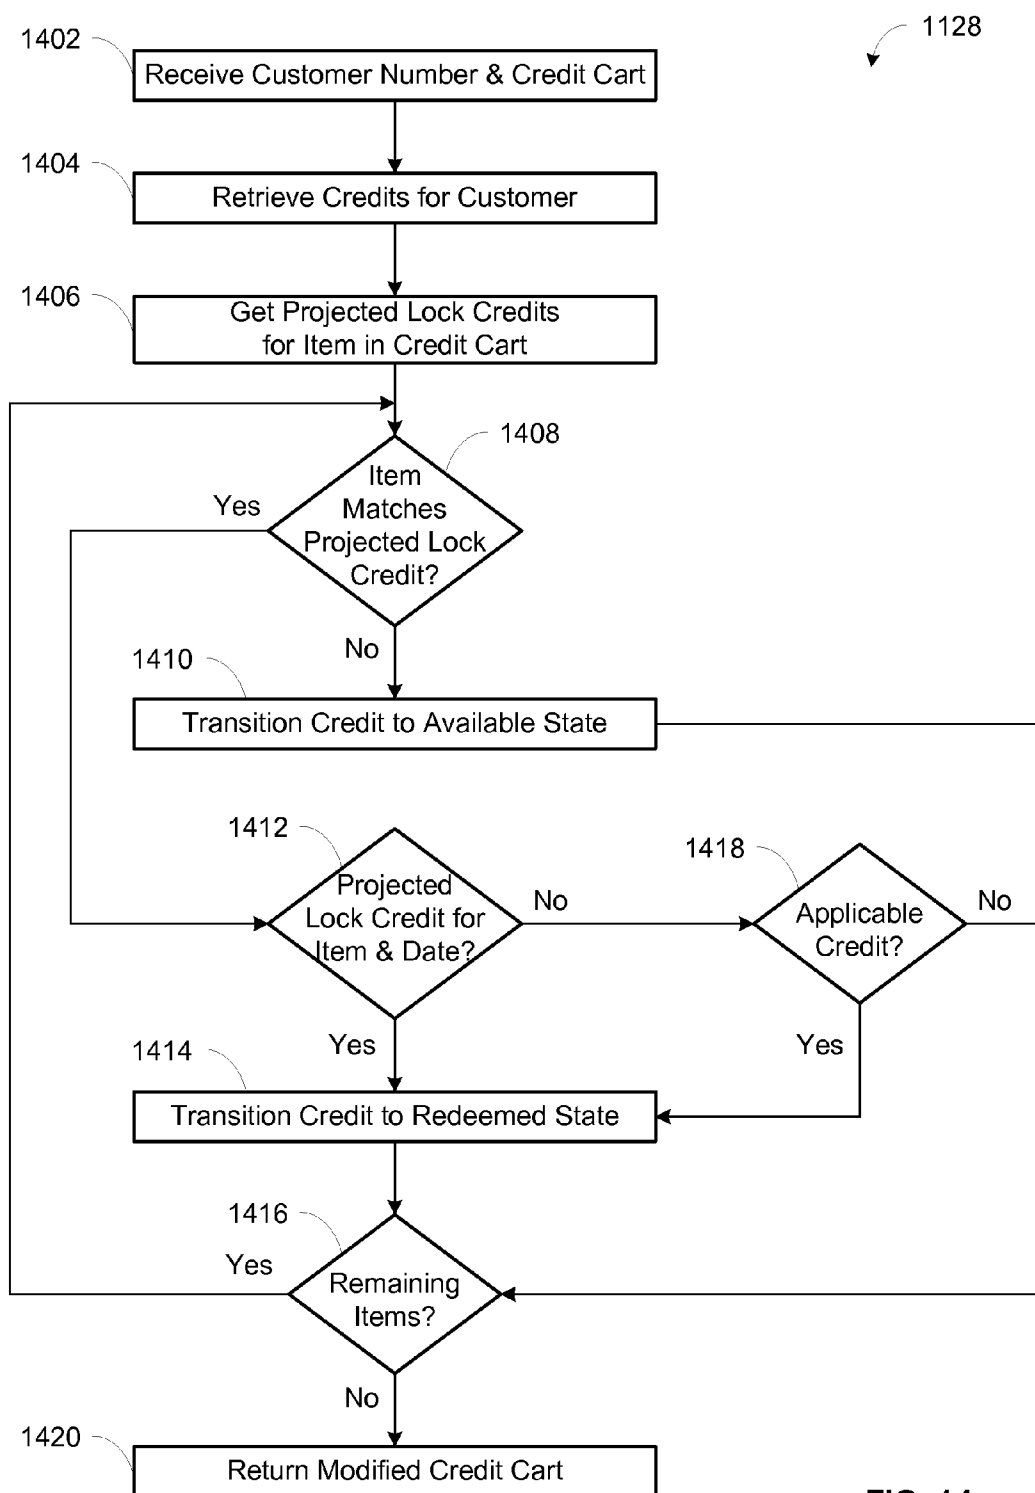 1128
1402
Receive Customer Number & Credit Cart
1404
Retrieve Credits for Customer
1406
Get Projected Lock Credits
for Item in Credit Cart
1408
Item
Matches
Projected Lock
Credit?
Yes
No
1410
Transition Credit to Available State
1412
Projected
Lock Credit for
Item & Date?
No
1418
Applicable
Credit?
No
Yes
Yes
1414
Transition Credit to Redeemed State
1416
Yes
Remaining
Items?
No
1420
Return Modified Credit Cart